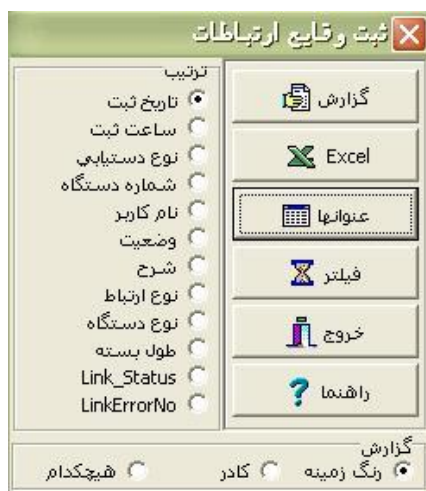 ثبت وقایع ارتباطات
گزارش
Excel
عنوانها
فیلتر
خروج
راهنما
ترتیب
تاریخ ثبت
ساعت ثبت
نوع دستیابی
شماره دستگاه
نام کاربر
وضعیت
شرح
نوع ارتباط
نوع دستگاه
طول بسته
Link_Status
LinkErrorNo
گزارش
رنگ زمینه
کادر
هیچکدام